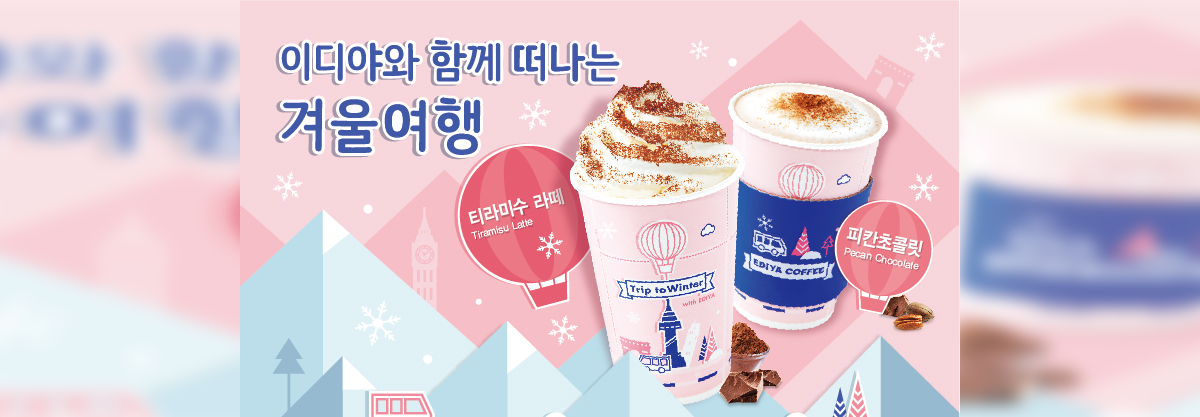 이디야와 함께 떠나는
겨울여행
티라미수 라떼
Tiramisu Latte
피칸초콜릿
Pecan Chocolate
EDIYA COFFEE
Trip to Winter
with EDIYA